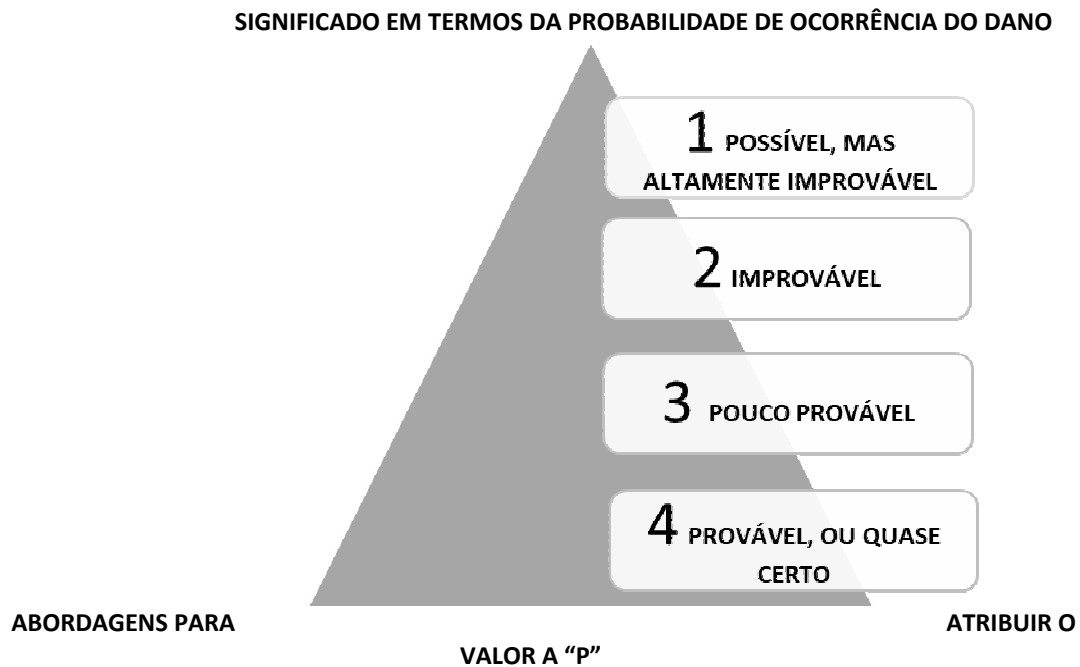 SIGNIFICADO EM TERMOS DA PROBABILIDADE DE OCORRÊNCIA DO DANO
1 POSSÍVEL, MAS
ALTAMENTE IMPROVÁVEL
2 IMPROVÁVEL
3 POUCO PROVÁVEL
4 PROVÁVEL, OU QUASE
CERTO
ABORDAGENS PARA ATRIBUIR O
VALOR A “P”